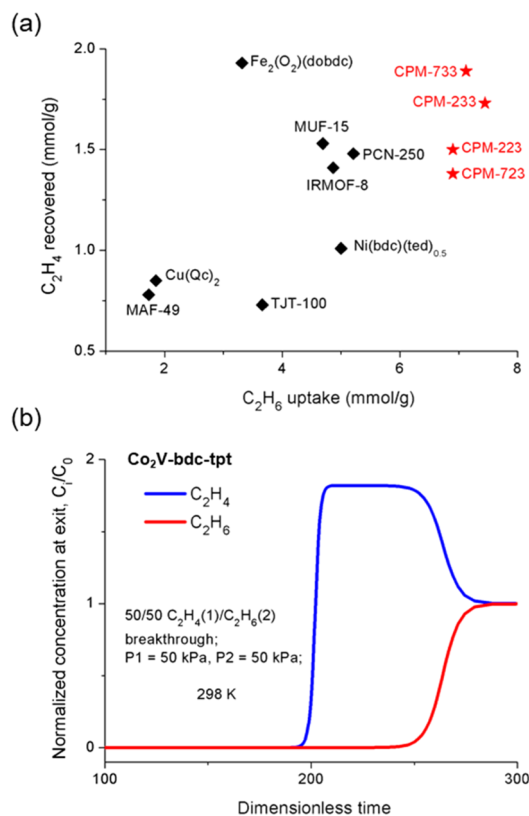 (a)
C₂H₄ recovered (mmol/g)
2.0
1.5
1.0
0.5
Fe₂(O₂)(dobdc)
CPM-733
CPM-233
MUF-15
PCN-250
CPM-223
IRMOF-8
CPM-723
Ni(bdc)(ted)₀.₅
Cu(Qc)₂
MAF-49
TJT-100
2 4 6 8
C₂H₆ uptake (mmol/g)
(b)
Normalized concentration at exit, Cᵢ/C₀
2
1
0
Co₂V-bdc-tpt
C₂H₄
C₂H₆
50/50 C₂H₄(1)/C₂H₆(2)
breakthrough;
P1 = 50 kPa, P2 = 50 kPa;
298 K
100 200 300
Dimensionless time